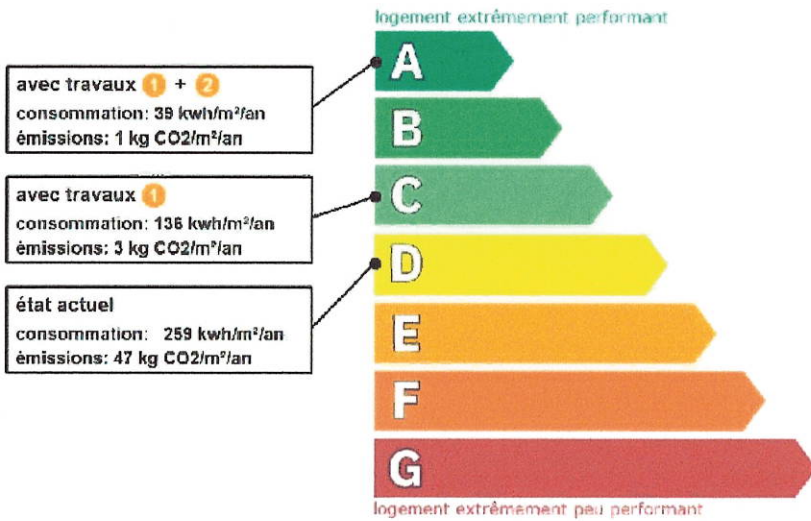 logement extrêmement performant
A
avec travaux 1 + 2
consommation: 39 kwh/m²/an
émissions: 1 kg CO2/m²/an
B
avec travaux 1
consommation: 136 kwh/m²/an
émissions: 3 kg CO2/m²/an
C
D
état actuel
consommation: 259 kwh/m²/an
émissions: 47 kg CO2/m²/an
E
F
G
logement extrêmement peu performant